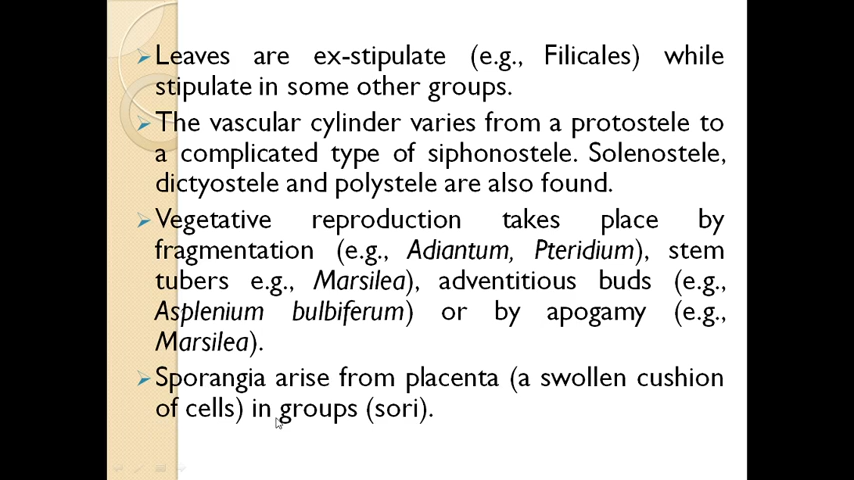 Leaves are ex-stipulate (e.g., Filicales) while
stipulate in some other groups.
The vascular cylinder varies from a protostele to
a complicated type of siphonostele. Solenostele,
dictyostele and polystele are also found.
Vegetative reproduction takes place by
fragmentation (e.g., Adiantum, Pteridium), stem
tubers e.g., Marsilea), adventitious buds (e.g.,
Asplenium bulbiferum) or by apogamy (e.g.,
Marsilea).
Sporangia arise from placenta (a swollen cushion
of cells) in groups (sori).